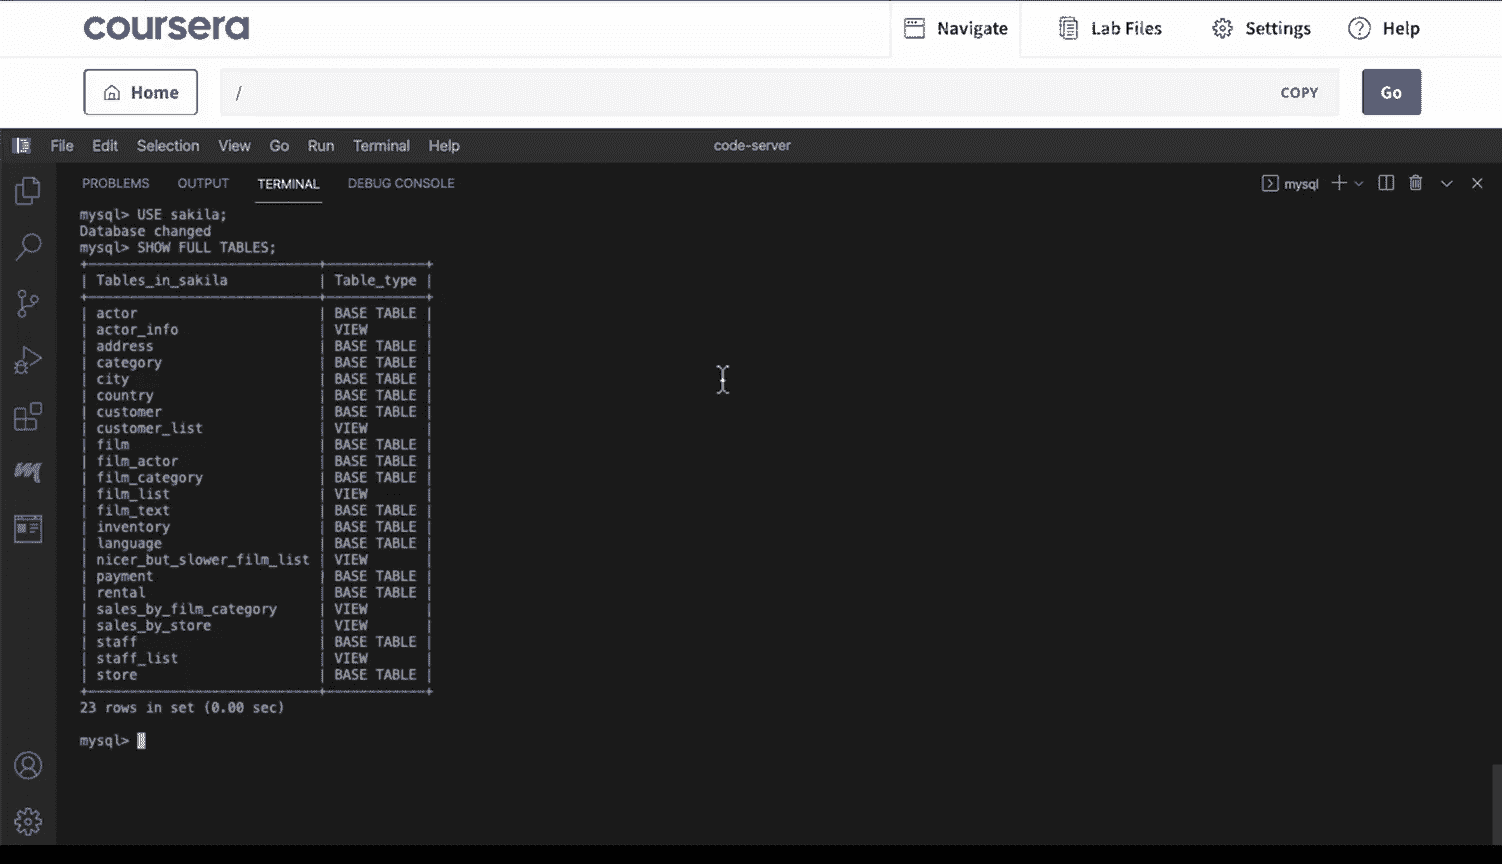 coursera
Navigate
Lab Files
Settings
Help
Home
/
COPY
Go
File Edit Selection View Go Run Terminal Help
code-server
PROBLEMS OUTPUT TERMINAL DEBUG CONSOLE
mysql
mysql> USE sakila;
Database changed
mysql> SHOW FULL TABLES;
+----------------------------+------------+
| Tables_in_sakila | Table_type |
+----------------------------+------------+
| actor | BASE TABLE |
| actor_info | VIEW |
| address | BASE TABLE |
| category | BASE TABLE |
| city | BASE TABLE |
| country | BASE TABLE |
| customer | BASE TABLE |
| customer_list | VIEW |
| film | BASE TABLE |
| film_actor | BASE TABLE |
| film_category | BASE TABLE |
| film_list | VIEW |
| film_text | BASE TABLE |
| inventory | BASE TABLE |
| language | BASE TABLE |
| nicer_but_slower_film_list | VIEW |
| payment | BASE TABLE |
| rental | BASE TABLE |
| sales_by_film_category | VIEW |
| sales_by_store | VIEW |
| staff | BASE TABLE |
| staff_list | VIEW |
| store | BASE TABLE |
+----------------------------+------------+
23 rows in set (0.00 sec)
mysql>